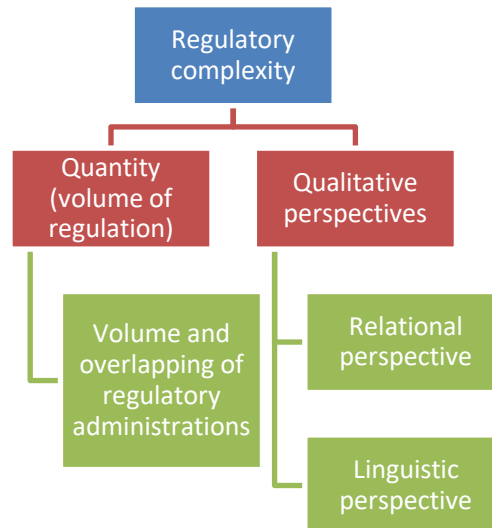 Regulatory
complexity
Quantity
(volume of
regulation)
Qualitative
perspectives
Volume and
overlapping of
regulatory
administrations
Relational
perspective
Linguistic
perspective